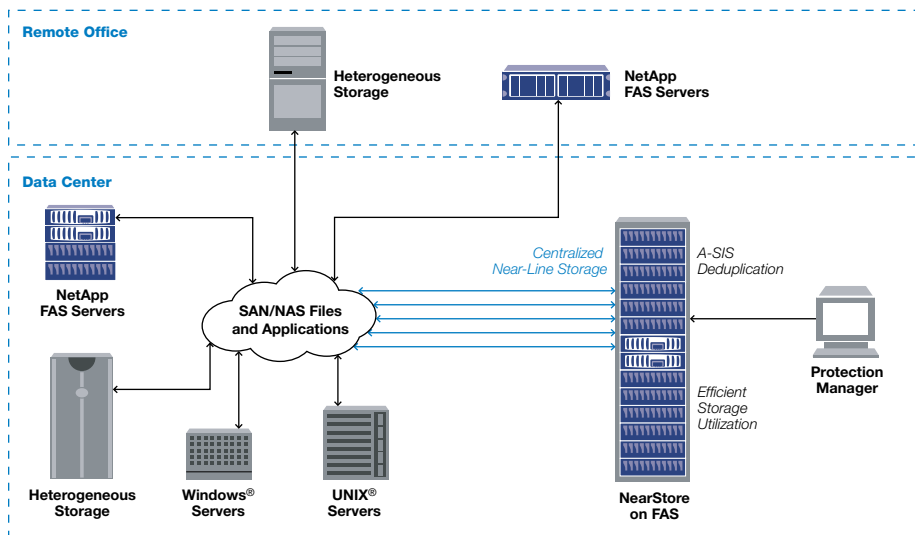 Remote Office
Heterogeneous
Storage
NetApp
FAS Servers
Data Center
NetApp
FAS Servers
Centralized
Near-Line Storage
A-SIS
Deduplication
SAN/NAS Files
and Applications
Protection
Manager
Efficient
Storage
Utilization
Heterogeneous
Storage
Windows®
Servers
UNIX®
Servers
NearStore
on FAS